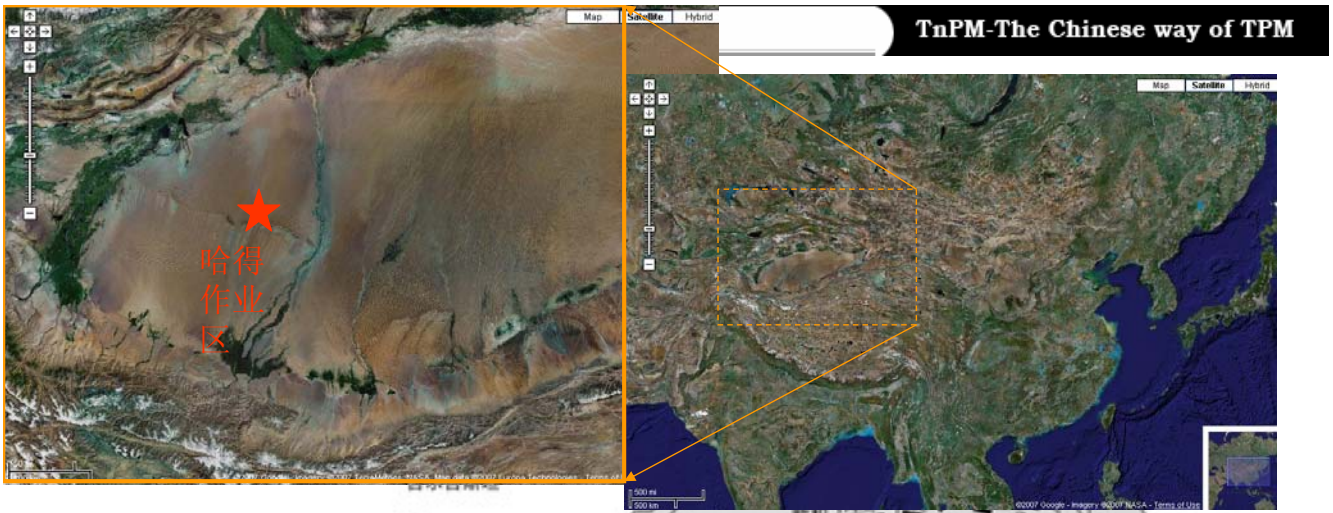 Map Satellite Hybrid
TnPM-The Chinese way of TPM
Map Satellite Hybrid
哈得
作业
区
500 mi
500 km
©2007 Google - Imagery ©2007 NASA - Terms of Use